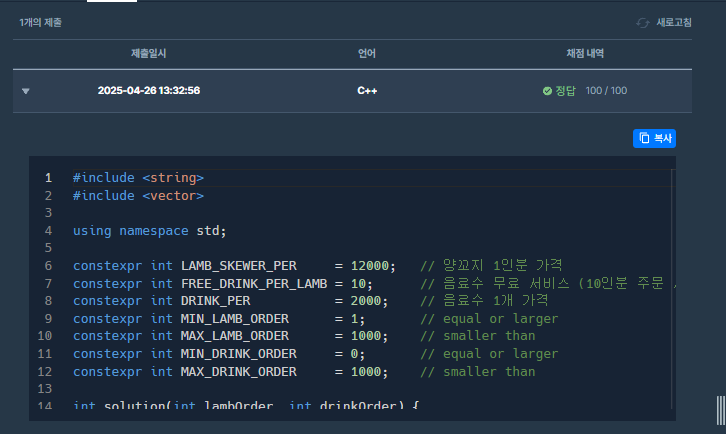 1개의 제출
새로고침
제출일시 언어 채점 내역
2025-04-26 13:32:56 C++ 정답 100 / 100
복사
1 #include <string>
2 #include <vector>
3
4 using namespace std;
5
6 constexpr int LAMB_SKEWER_PER     = 12000;   // 양꼬지 1인분 가격
7 constexpr int FREE_DRINK_PER_LAMB = 10;      // 음료수 무료 서비스 (10인분 주문
8 constexpr int DRINK_PER           = 2000;    // 음료수 1개 가격
9 constexpr int MIN_LAMB_ORDER      = 1;       // equal or larger
10 constexpr int MAX_LAMB_ORDER      = 1000;    // smaller than
11 constexpr int MIN_DRINK_ORDER     = 0;       // equal or larger
12 constexpr int MAX_DRINK_ORDER     = 1000;    // smaller than
13
14 int solution(int lambOrder, int drinkOrder) {